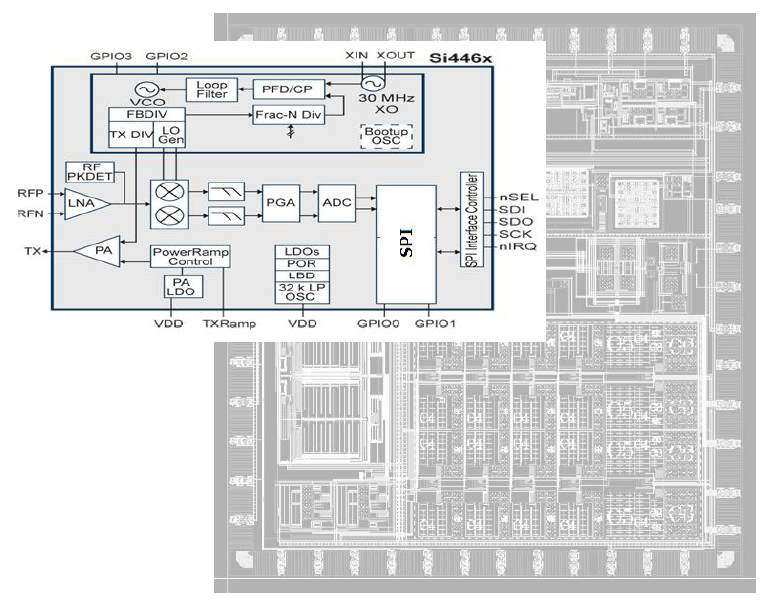 GPIO3
GPIO2
XIN
XOUT
Si446x
VCO
Loop
Filter
PFD/CP
30 MHz
XO
FBDIV
TX DIV
LO
Gen
Frac-N Div
Bootup
OSC
RF
PKDET
RFP
RFN
LNA
PGA
ADC
SPI
SPI Interface Controller
nSEL
SDI
SDO
SCK
nIRQ
TX
PA
PowerRamp
Control
LDOs
POR
LBD
32 k LP
OSC
PA
LDO
VDD
TXRamp
VDD
GPIO0
GPIO1